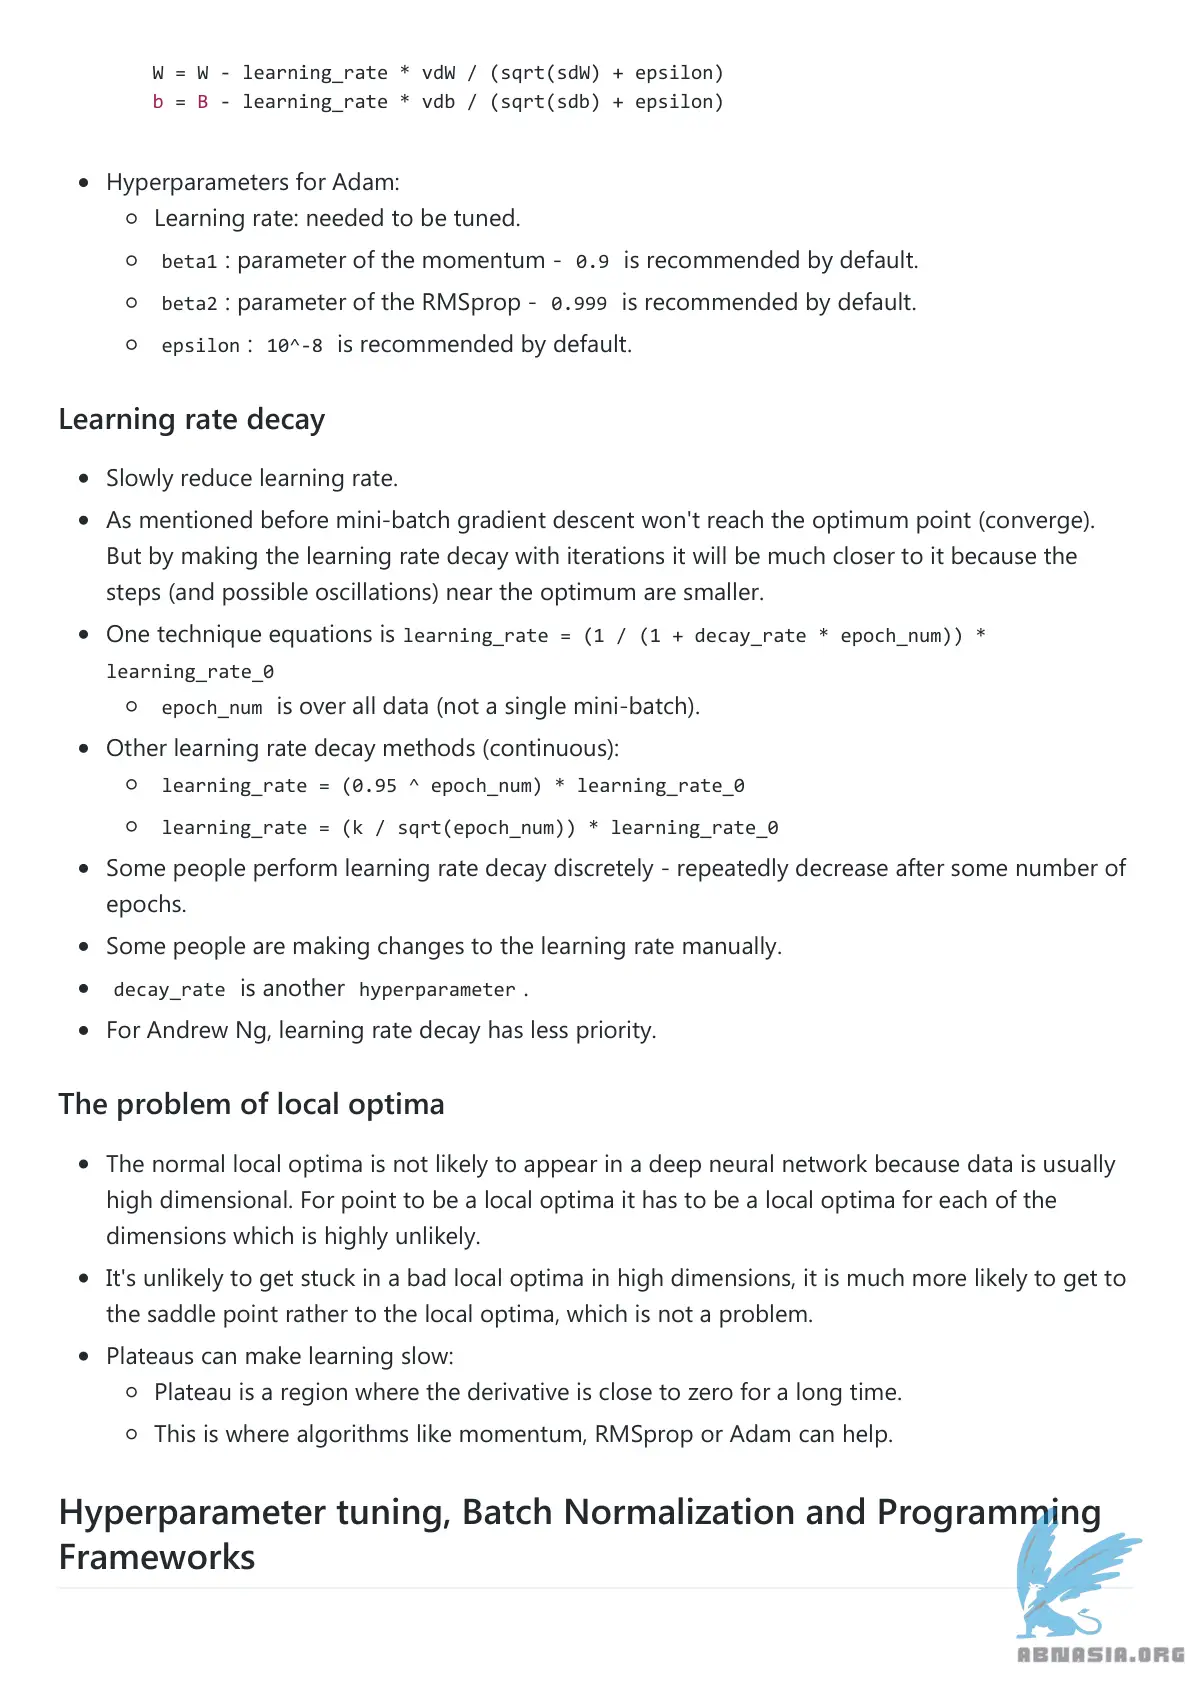 W = W - learning_rate * vdW / (sqrt(sdW) + epsilon)
b = B - learning_rate * vdb / (sqrt(sdb) + epsilon)
• Hyperparameters for Adam:
○ Learning rate: needed to be tuned.
○ beta1 : parameter of the momentum - 0.9 is recommended by default.
○ beta2 : parameter of the RMSprop - 0.999 is recommended by default.
○ epsilon : 10^-8 is recommended by default.
Learning rate decay
• Slowly reduce learning rate.
• As mentioned before mini-batch gradient descent won't reach the optimum point (converge).
But by making the learning rate decay with iterations it will be much closer to it because the
steps (and possible oscillations) near the optimum are smaller.
• One technique equations is learning_rate = (1 / (1 + decay_rate * epoch_num)) *
learning_rate_0
○ epoch_num is over all data (not a single mini-batch).
• Other learning rate decay methods (continuous):
○ learning_rate = (0.95 ^ epoch_num) * learning_rate_0
○ learning_rate = (k / sqrt(epoch_num)) * learning_rate_0
• Some people perform learning rate decay discretely - repeatedly decrease after some number of
epochs.
• Some people are making changes to the learning rate manually.
• decay_rate is another hyperparameter .
• For Andrew Ng, learning rate decay has less priority.
The problem of local optima
• The normal local optima is not likely to appear in a deep neural network because data is usually
high dimensional. For point to be a local optima it has to be a local optima for each of the
dimensions which is highly unlikely.
• It's unlikely to get stuck in a bad local optima in high dimensions, it is much more likely to get to
the saddle point rather to the local optima, which is not a problem.
• Plateaus can make learning slow:
○ Plateau is a region where the derivative is close to zero for a long time.
○ This is where algorithms like momentum, RMSprop or Adam can help.
Hyperparameter tuning, Batch Normalization and Programming
Frameworks
ABNASIA.ORG